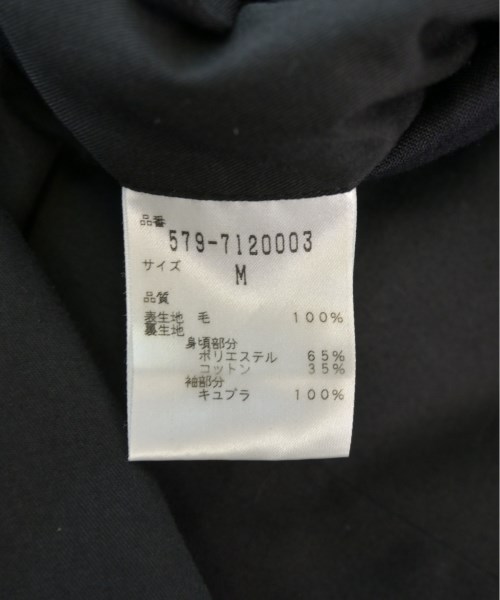 品番
579-7120003
サイズ
M
品質
表生地 毛 100%
裏生地
身頃部分
ポリエステル 65%
コットン 35%
袖部分
キュプラ 100%